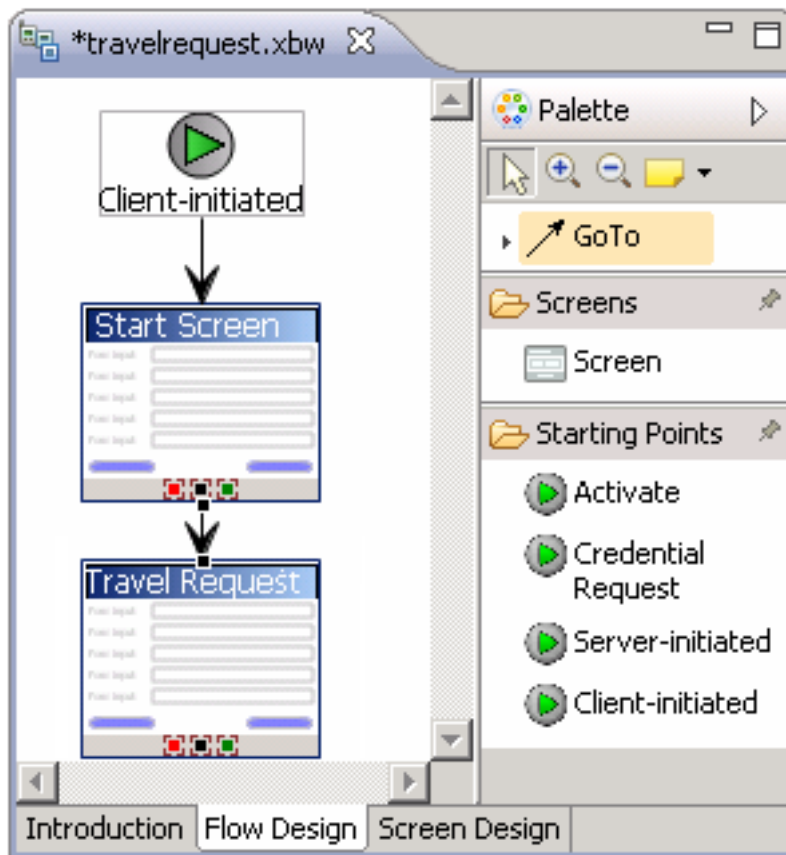 *travelrequest.xbw
Client-initiated
Start Screen
Travel Request
Palette
GoTo
Screens
Screen
Starting Points
Activate
Credential
Request
Server-initiated
Client-initiated
Introduction
Flow Design
Screen Design